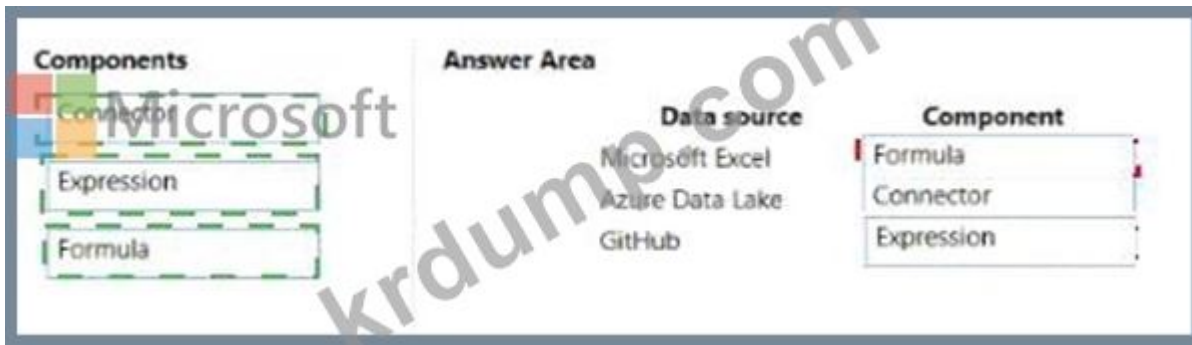 Components
Connector
Microsoft
Expression
Formula
Answer Area
Data source Component
Microsoft Excel Formula
Azure Data Lake Connector
GitHub Expression
krdump.com